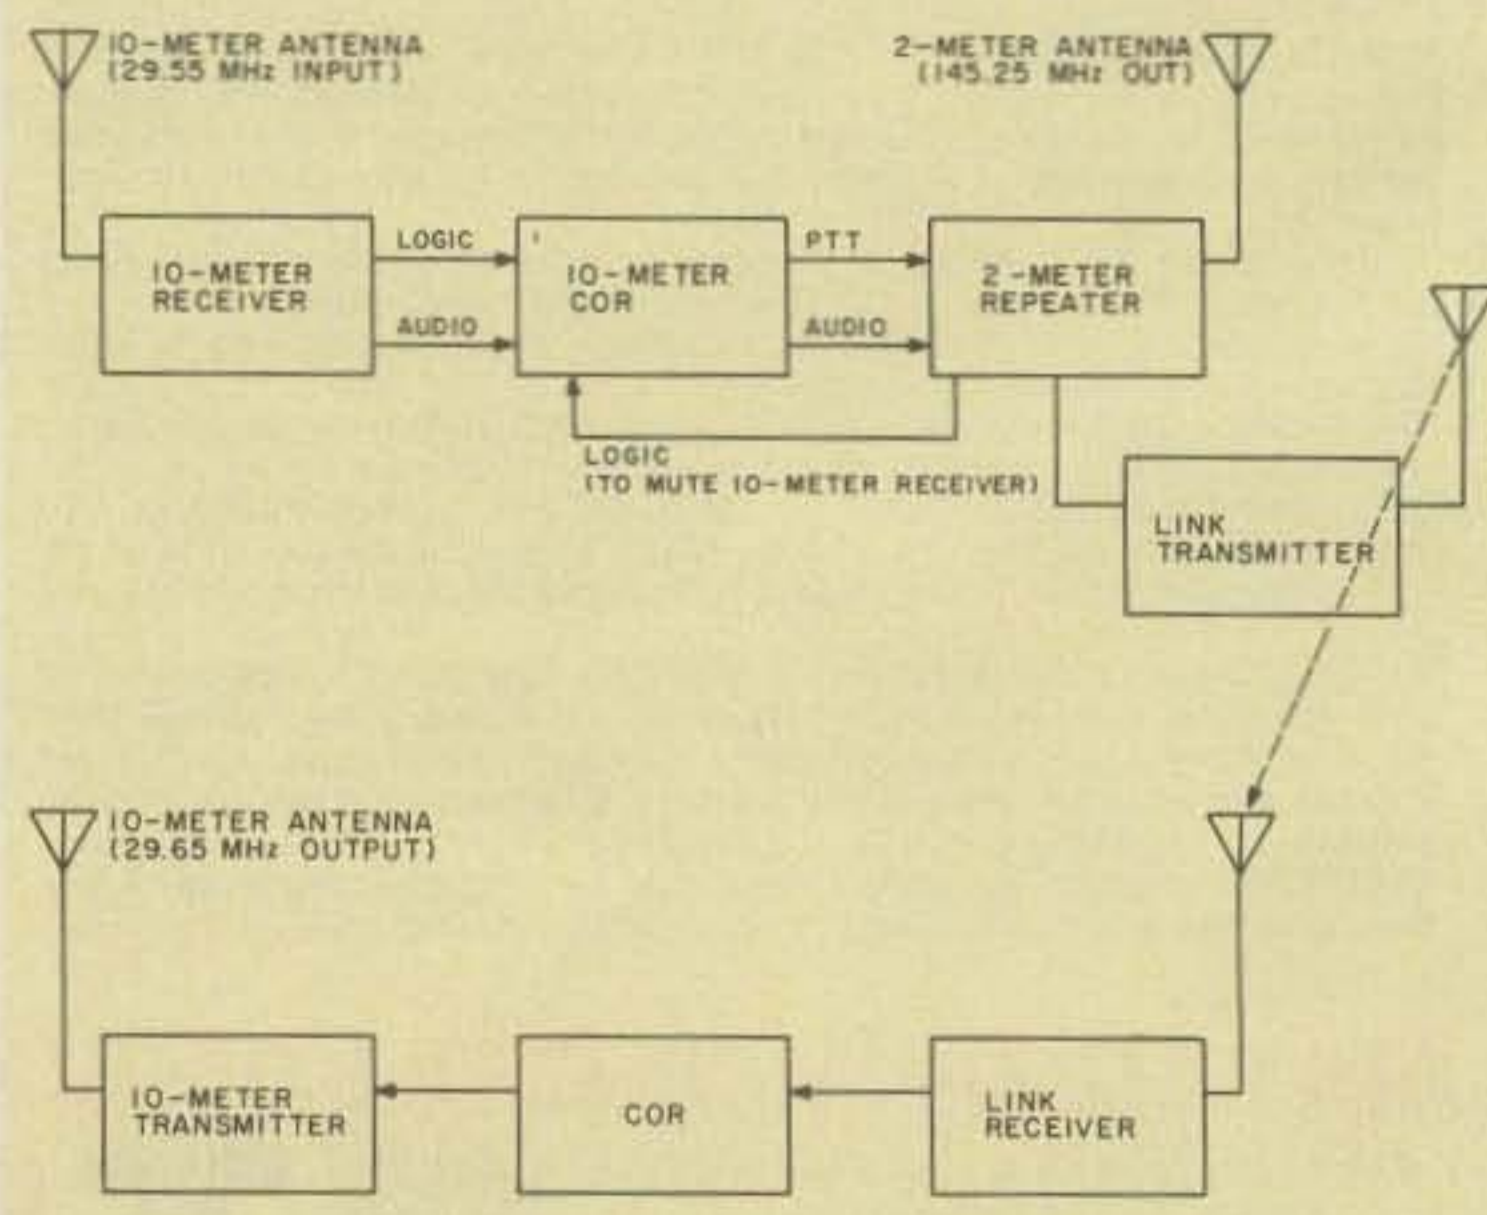 10-METER ANTENNA
(29.55 MHz INPUT)
2-METER ANTENNA
(145.25 MHz OUT)
10-METER
RECEIVER
LOGIC
AUDIO
10-METER
COR
PTT
AUDIO
2-METER
REPEATER
LOGIC
(TO MUTE 10-METER RECEIVER)
LINK
TRANSMITTER
10-METER ANTENNA
(29.65 MHz OUTPUT)
10-METER
TRANSMITTER
COR
LINK
RECEIVER